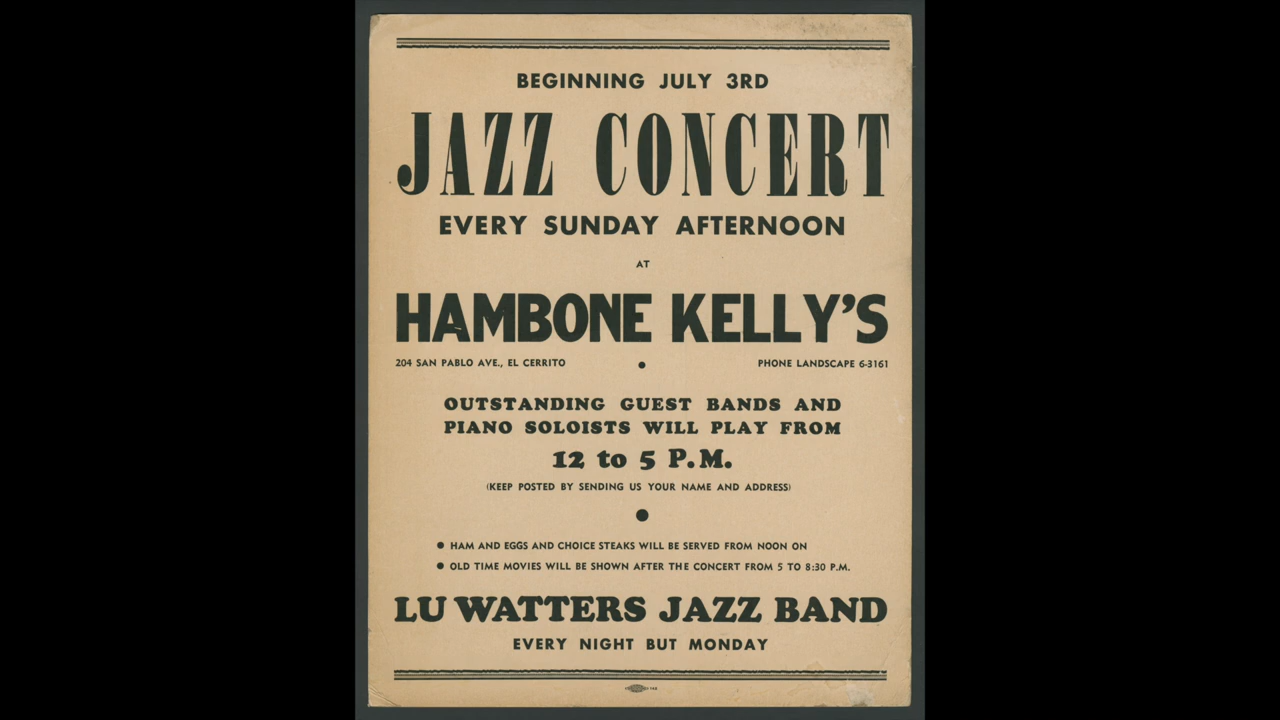 BEGINNING JULY 3RD
JAZZ CONCERT
EVERY SUNDAY AFTERNOON
AT
HAMBONE KELLY'S
204 SAN PABLO AVE., EL CERRITO • PHONE LANDSCAPE 6-3161
OUTSTANDING GUEST BANDS AND
PIANO SOLOISTS WILL PLAY FROM
12 to 5 P.M.
(KEEP POSTED BY SENDING US YOUR NAME AND ADDRESS)
● HAM AND EGGS AND CHOICE STEAKS WILL BE SERVED FROM NOON ON
● OLD TIME MOVIES WILL BE SHOWN AFTER THE CONCERT FROM 5 TO 8:30 P.M.
LU WATTERS JAZZ BAND
EVERY NIGHT BUT MONDAY